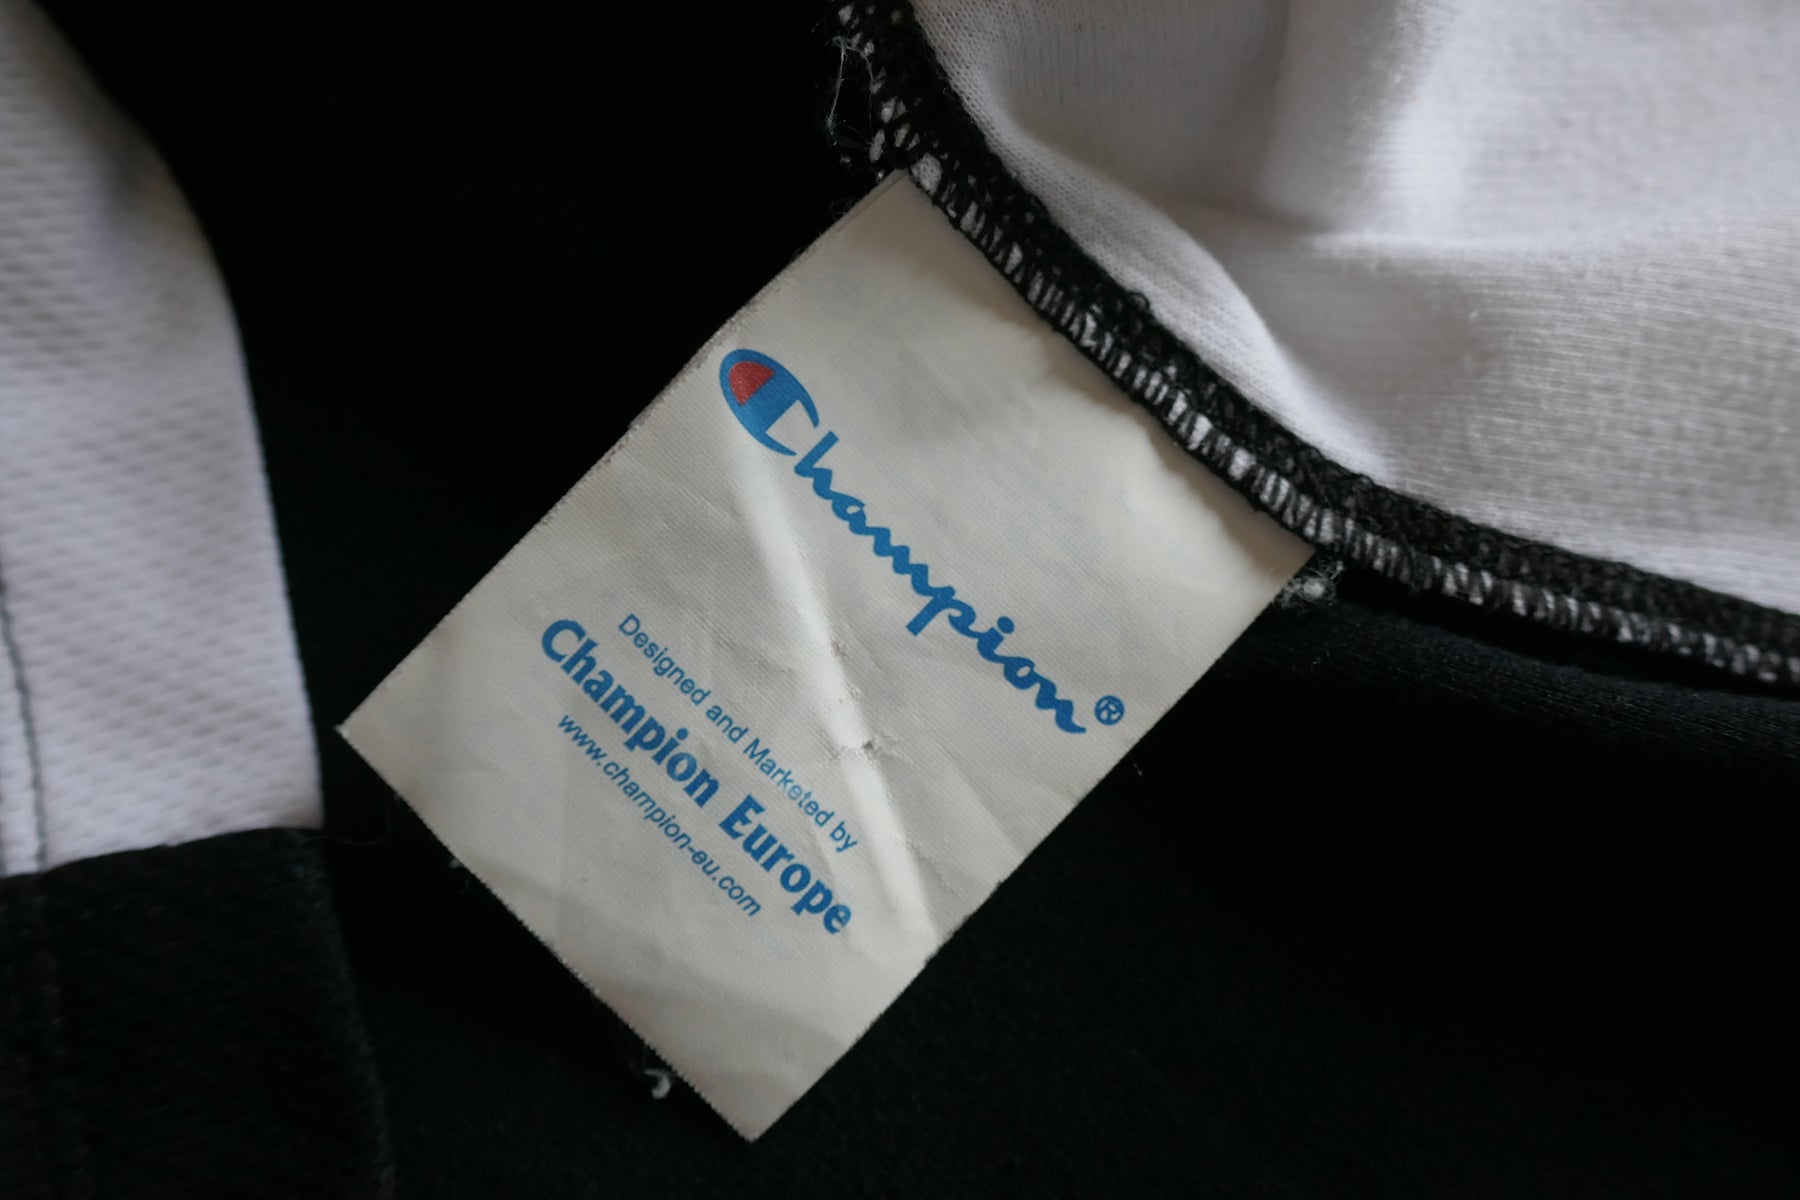 Champion®
Designed and Marketed by
Champion Europe
www.champion-eu.com